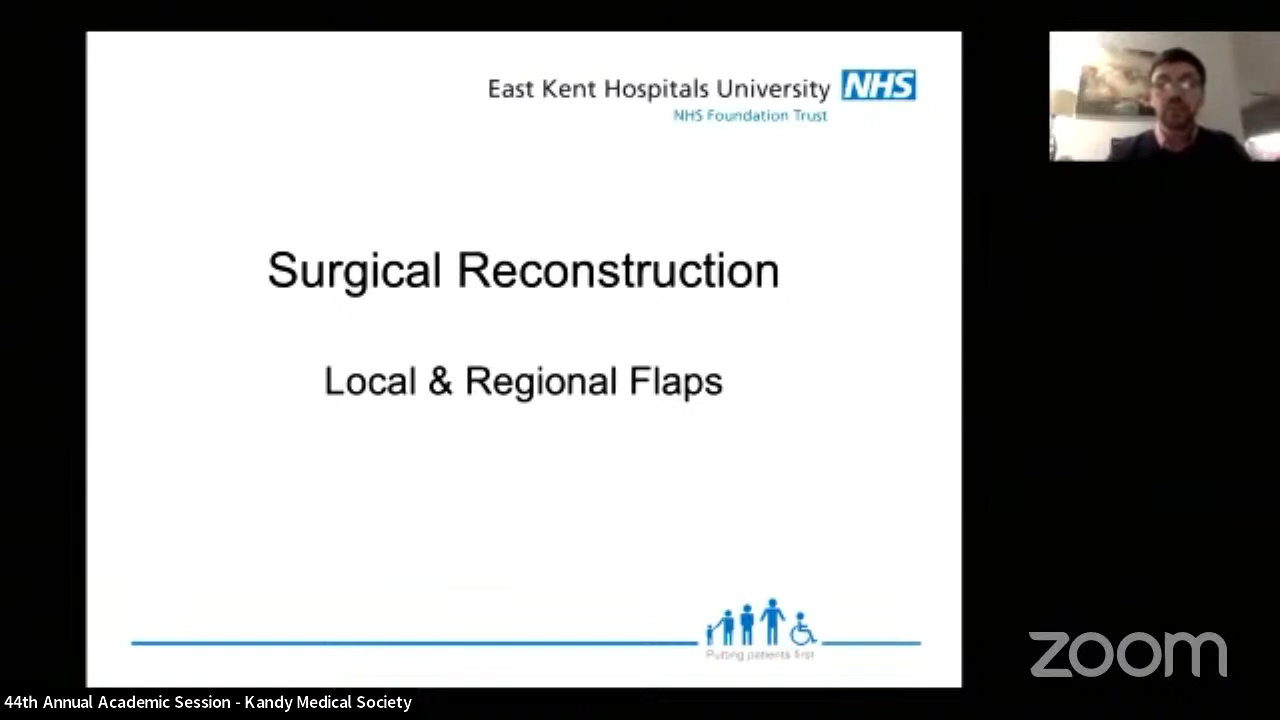 East Kent Hospitals University NHS
NHS Foundation Trust
Surgical Reconstruction
Local & Regional Flaps
Putting patients first
zoom
44th Annual Academic Session - Kandy Medical Society